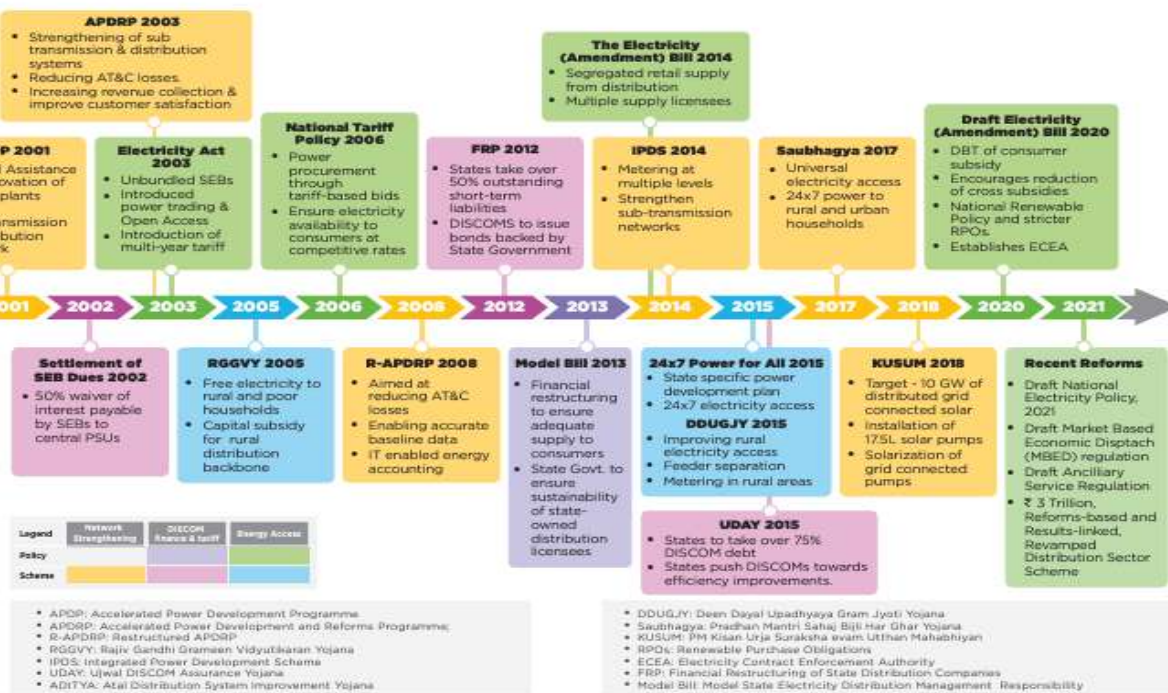 APDRP 2003
• Strengthening of sub
transmission & distribution
systems
• Reducing AT&C losses.
• Increasing revenue collection &
improve customer satisfaction
The Electricity
(Amendment) Bill 2014
• Segregated retail supply
from distribution
• Multiple supply licensees
P 2001
Assistance
ovation of
plants
nsmission
bution
k
Electricity Act
2003
• Unbundled SEBs
• Introduced
power trading &
Open Access
• Introduction of
multi-year tariff
National Tariff
Policy 2006
• Power
procurement
through
tariff-based bids
• Ensure electricity
availability to
consumers at
competitive rates
FRP 2012
• States take over
50% outstanding
short-term
liabilities
• DISCOMS to issue
bonds backed by
State Government
IPDS 2014
• Metering at
multiple levels
• Strengthen
sub-transmission
networks
Saubhagya 2017
• Universal
electricity access
• 24x7 power to
rural and urban
households
Draft Electricity
(Amendment) Bill 2020
• DBT of consumer
subsidy
• Encourages reduction
of cross subsidies
• National Renewable
Policy and stricter
RPOs.
• Establishes ECEA
001 2002 2003 2005 2006 2008 2012 2013 2014 2015 2017 2018 2020 2021
Settlement of
SEB Dues 2002
• 50% waiver of
interest payable
by SEBs to
central PSUs
RGGVY 2005
• Free electricity to
rural and poor
households
• Capital subsidy
for rural
distribution
backbone
R-APDRP 2008
• Aimed at
reducing AT&C
losses
• Enabling accurate
baseline data
• IT enabled energy
accounting
Model Bill 2013
• Financial
restructuring
to ensure
adequate
supply to
consumers
• State Govt. to
ensure
sustainability
of state-
owned
distribution
licensees
24x7 Power for All 2015
• State specific power
development plan
• 24x7 electricity access
DDUGJY 2015
• Improving rural
electricity access
• Feeder separation
• Metering in rural areas
UDAY 2015
• States to take over 75%
DISCOM debt
• States push DISCOMs towards
efficiency improvements.
KUSUM 2018
• Target - 10 GW of
distributed grid
connected solar
• Installation of
17.5L solar pumps
• Solarization of
grid connected
pumps
Recent Reforms
• Draft National
Electricity Policy,
2021
• Draft Market Based
Economic Disptach
(MBED) regulation
• Draft Ancilliary
Service Regulation
• ₹ 3 Trillion,
Reforms-based and
Results-linked,
Revamped
Distribution Sector
Scheme
Legend Network Strengthening DISCOM finance & tariff Energy Access
Policy
Scheme
• APDP: Accelerated Power Development Programme
• APDRP: Accelerated Power Development and Reforms Programme;
• R-APDRP: Restructured APDRP
• RGGVY: Rajiv Gandhi Grameen Vidyutikaran Yojana
• IPDS: Integrated Power Development Scheme
• UDAY: Ujwal DISCOM Assurance Yojana
• ADITYA: Atal Distribution System Improvement Yojana
• DDUGJY: Deen Dayal Upadhyaya Gram Jyoti Yojana
• Saubhagya: Pradhan Mantri Sahaj Bijli Har Ghar Yojana
• KUSUM: PM Kisan Urja Suraksha evam Utthan Mahabhiyan
• RPOs: Renewable Purchase Obligations
• ECEA: Electricity Contract Enforcement Authority
• FRP: Financial Restructuring of State Distribution Companies
• Model Bill: Model State Electricity Distribution Management Responsibility